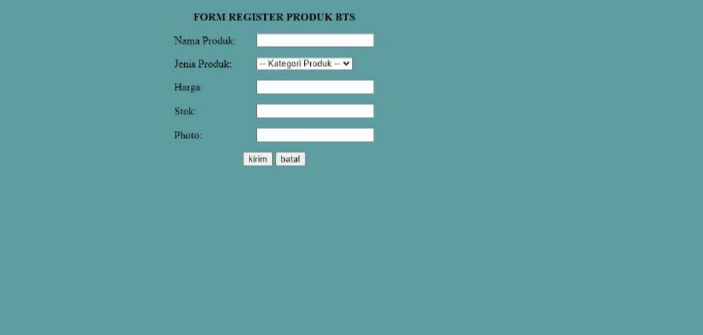 FORM REGISTER PRODUK BTS
Nama Produk:
Jenis Produk: -- Kategori Produk --
Harga:
Stok:
Photo:
kirim batal